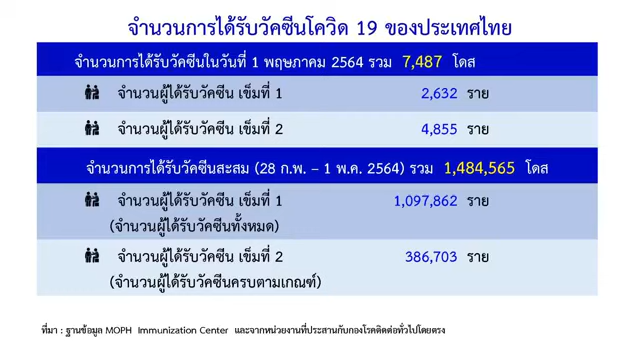 จำนวนการได้รับวัคซีนโควิด 19 ของประเทศไทย
จำนวนการได้รับวัคซีนในวันที่ 1 พฤษภาคม 2564 รวม 7,487 โดส
จำนวนผู้ได้รับวัคซีน เข็มที่ 1 2,632 ราย
จำนวนผู้ได้รับวัคซีน เข็มที่ 2 4,855 ราย
จำนวนการได้รับวัคซีนสะสม (28 ก.พ. – 1 พ.ค. 2564) รวม 1,484,565 โดส
จำนวนผู้ได้รับวัคซีน เข็มที่ 1 1,097,862 ราย
(จำนวนผู้ได้รับวัคซีนทั้งหมด)
จำนวนผู้ได้รับวัคซีน เข็มที่ 2 386,703 ราย
(จำนวนผู้ได้รับวัคซีนครบตามเกณฑ์)
ที่มา : ฐานข้อมูล MOPH Immunization Center และจากหน่วยงานที่ประสานกับกองโรคติดต่อทั่วไปโดยตรง